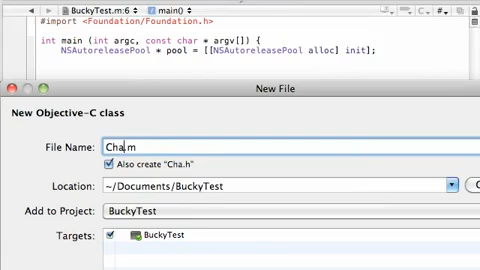 BuckyTest.m:6 main()
#import <Foundation/Foundation.h>
int main (int argc, const char * argv[]) {
NSAutoreleasePool * pool = [[NSAutoreleasePool alloc] init];
New File
New Objective-C class
File Name: Cha.m
Also create "Cha.h"
Location: ~/Documents/BuckyTest
Add to Project: BuckyTest
Targets: BuckyTest